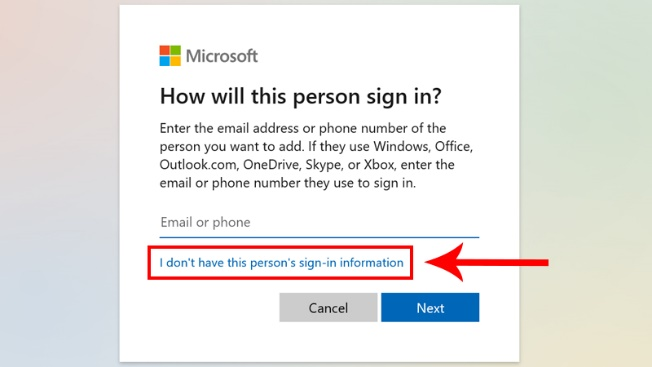 Microsoft
How will this person sign in?
Enter the email address or phone number of the
person you want to add. If they use Windows, Office,
Outlook.com, OneDrive, Skype, or Xbox, enter the
email or phone number they use to sign in.
Email or phone
I don't have this person's sign-in information
Cancel Next